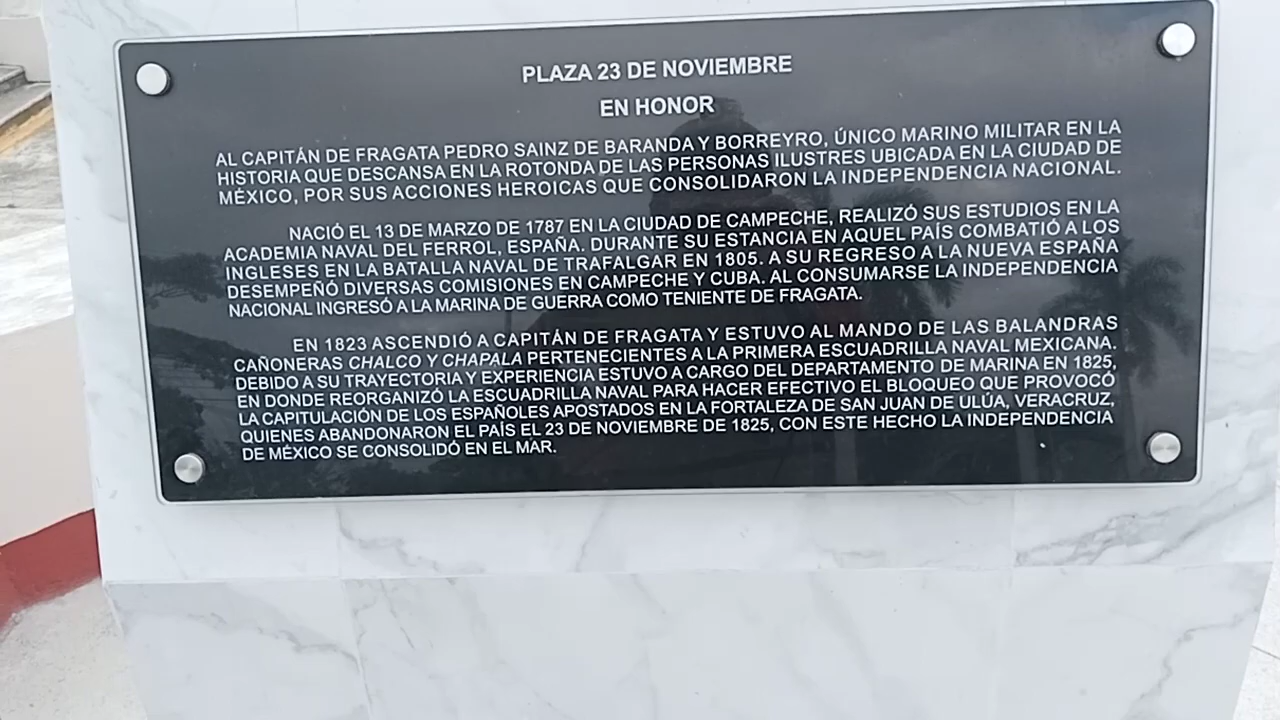 PLAZA 23 DE NOVIEMBRE
EN HONOR
AL CAPITÁN DE FRAGATA PEDRO SAINZ DE BARANDA Y BORREYRO, ÚNICO MARINO MILITAR EN LA
HISTORIA QUE DESCANSA EN LA ROTONDA DE LAS PERSONAS ILUSTRES UBICADA EN LA CIUDAD DE
MÉXICO, POR SUS ACCIONES HEROICAS QUE CONSOLIDARON LA INDEPENDENCIA NACIONAL.
NACIÓ EL 13 DE MARZO DE 1787 EN LA CIUDAD DE CAMPECHE, REALIZÓ SUS ESTUDIOS EN LA
ACADEMIA NAVAL DEL FERROL, ESPAÑA. DURANTE SU ESTANCIA EN AQUEL PAÍS COMBATIÓ A LOS
INGLESES EN LA BATALLA NAVAL DE TRAFALGAR EN 1805. A SU REGRESO A LA NUEVA ESPAÑA
DESEMPEÑÓ DIVERSAS COMISIONES EN CAMPECHE Y CUBA. AL CONSUMARSE LA INDEPENDENCIA
NACIONAL INGRESÓ A LA MARINA DE GUERRA COMO TENIENTE DE FRAGATA.
EN 1823 ASCENDIÓ A CAPITÁN DE FRAGATA Y ESTUVO AL MANDO DE LAS BALANDRAS
CAÑONERAS CHALCO Y CHAPALA PERTENECIENTES A LA PRIMERA ESCUADRILLA NAVAL MEXICANA.
DEBIDO A SU TRAYECTORIA Y EXPERIENCIA ESTUVO A CARGO DEL DEPARTAMENTO DE MARINA EN 1825,
EN DONDE REORGANIZÓ LA ESCUADRILLA NAVAL PARA HACER EFECTIVO EL BLOQUEO QUE PROVOCÓ
LA CAPITULACIÓN DE LOS ESPAÑOLES APOSTADOS EN LA FORTALEZA DE SAN JUAN DE ULÚA, VERACRUZ,
QUIENES ABANDONARON EL PAÍS EL 23 DE NOVIEMBRE DE 1825, CON ESTE HECHO LA INDEPENDENCIA
DE MÉXICO SE CONSOLIDÓ EN EL MAR.